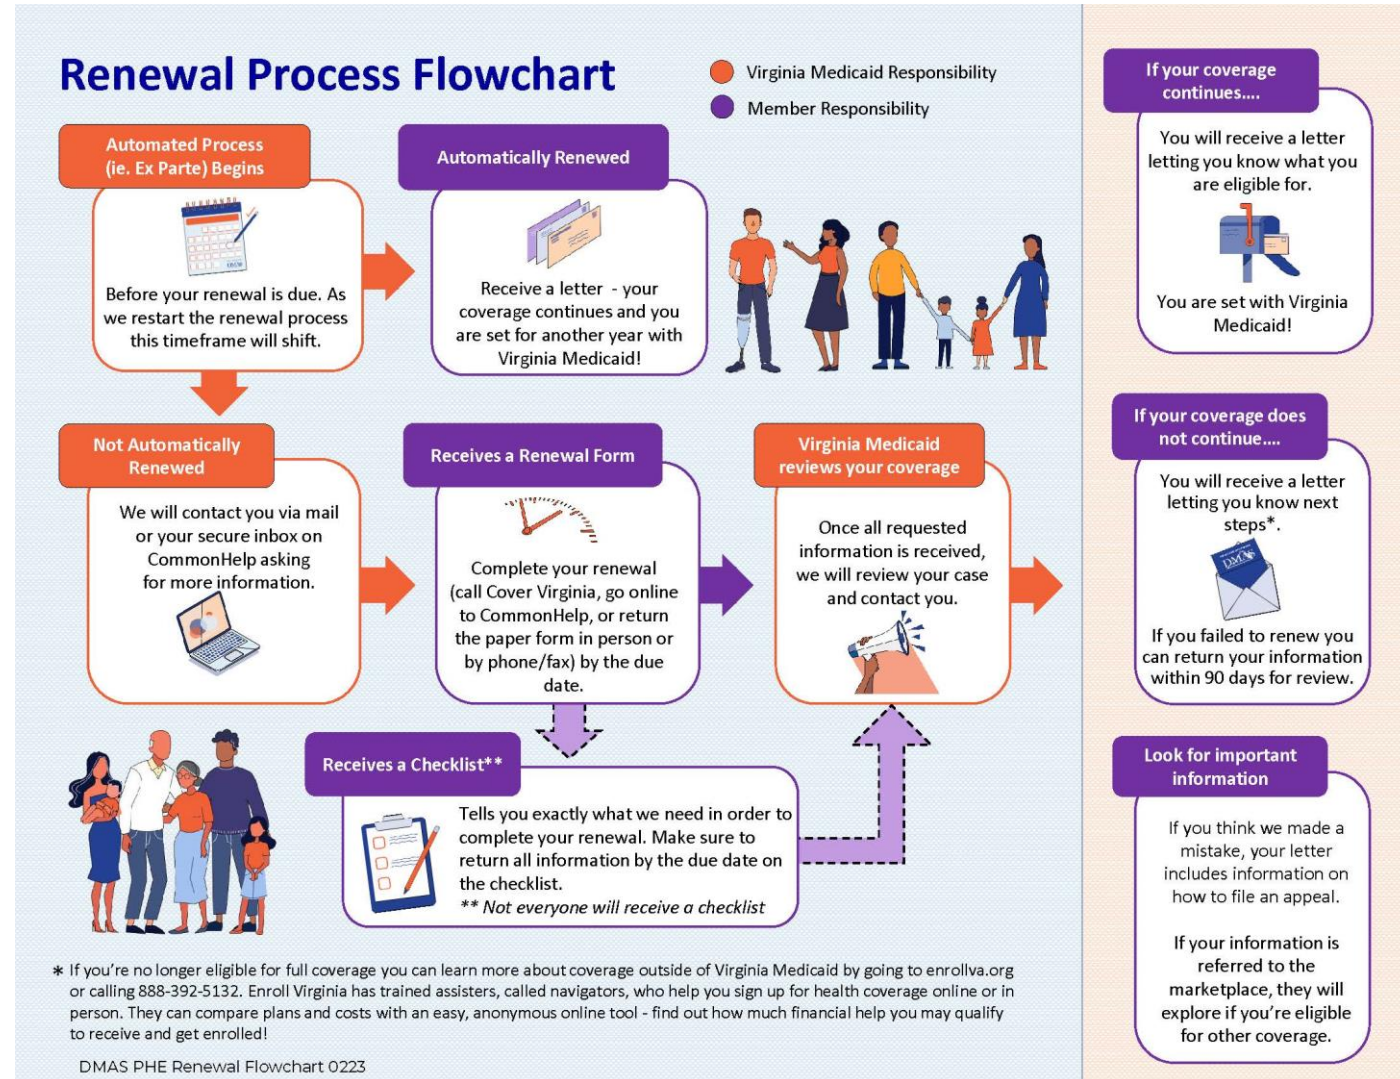 Renewal Process Flowchart
Virginia Medicaid Responsibility
Member Responsibility
Automated Process
(ie. Ex Parte) Begins
Before your renewal is due. As
we restart the renewal process
this timeframe will shift.
Automatically Renewed
Receive a letter - your
coverage continues and you
are set for another year with
Virginia Medicaid!
Not Automatically
Renewed
We will contact you via mail
or your secure inbox on
CommonHelp asking
for more information.
Receives a Renewal Form
Complete your renewal
(call Cover Virginia, go online
to CommonHelp, or return
the paper form in person or
by phone/fax) by the due
date.
Virginia Medicaid
reviews your coverage
Once all requested
information is received,
we will review your case
and contact you.
Receives a Checklist**
Tells you exactly what we need in order to
complete your renewal. Make sure to
return all information by the due date on
the checklist.
** Not everyone will receive a checklist
* If you're no longer eligible for full coverage you can learn more about coverage outside of Virginia Medicaid by going to enrollva.org
or calling 888-392-5132. Enroll Virginia has trained assisters, called navigators, who help you sign up for health coverage online or in
person. They can compare plans and costs with an easy, anonymous online tool - find out how much financial help you may qualify
to receive and get enrolled!
DMAS PHE Renewal Flowchart 0223
If your coverage
continues....
You will receive a letter
letting you know what you
are eligible for.
You are set with Virginia
Medicaid!
If your coverage does
not continue....
You will receive a letter
letting you know next
steps*.
DMAS
If you failed to renew you
can return your information
within 90 days for review.
Look for important
information
If you think we made a
mistake, your letter
includes information on
how to file an appeal.
If your information is
referred to the
marketplace, they will
explore if you're eligible
for other coverage.